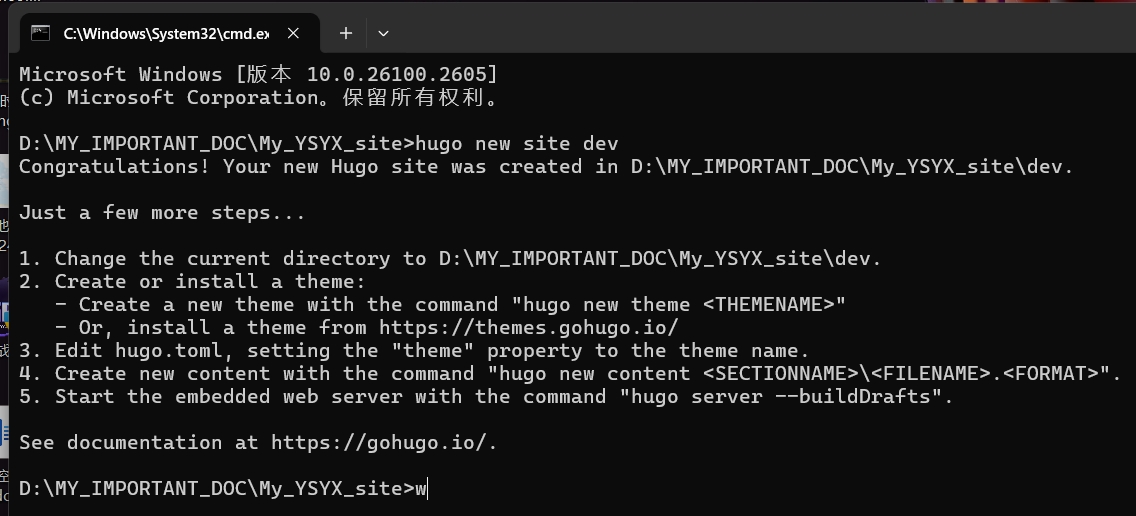 C:\Windows\System32\cmd.ex
Microsoft Windows [版本 10.0.26100.2605]
(c) Microsoft Corporation。保留所有权利。
D:\MY_IMPORTANT_DOC\My_YSYX_site>hugo new site dev
Congratulations! Your new Hugo site was created in D:\MY_IMPORTANT_DOC\My_YSYX_site\dev.
Just a few more steps...
1. Change the current directory to D:\MY_IMPORTANT_DOC\My_YSYX_site\dev.
2. Create or install a theme:
- Create a new theme with the command "hugo new theme <THEMENAME>"
- Or, install a theme from https://themes.gohugo.io/
3. Edit hugo.toml, setting the "theme" property to the theme name.
4. Create new content with the command "hugo new content <SECTIONNAME>\<FILENAME>.<FORMAT>".
5. Start the embedded web server with the command "hugo server --buildDrafts".
See documentation at https://gohugo.io/.
D:\MY_IMPORTANT_DOC\My_YSYX_site>w